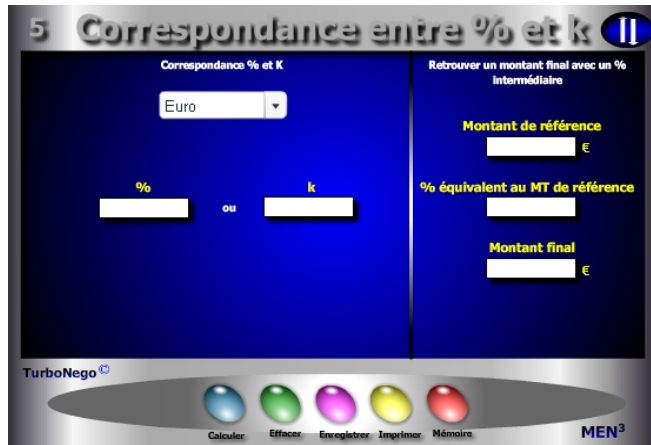 5 Correspondance entre % et k
Correspondance % et K
Euro
%
ou
k
Retrouver un montant final avec un %
intermédiaire
Montant de référence
€
% équivalent au MT de référence
Montant final
€
TurboNego ©
Calculer Effacer Enregistrer Imprimer Mémoire
MEN³